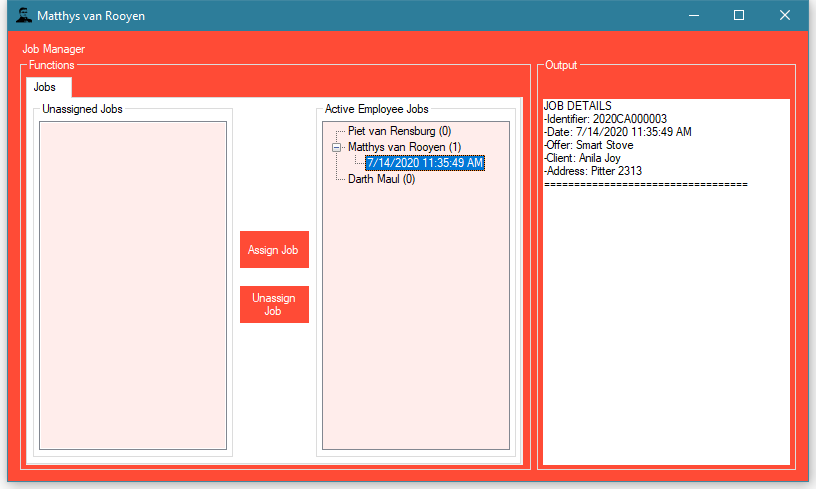 Matthys van Rooyen
Job Manager
Functions
Jobs
Unassigned Jobs
Assign Job
Unassign
Job
Active Employee Jobs
Piet van Rensburg (0)
Matthys van Rooyen (1)
7/14/2020 11:35:49 AM
Darth Maul (0)
Output
JOB DETAILS
-Identifier: 2020CA000003
-Date: 7/14/2020 11:35:49 AM
-Offer: Smart Stove
-Client: Anila Joy
-Address: Pitter 2313
==================================